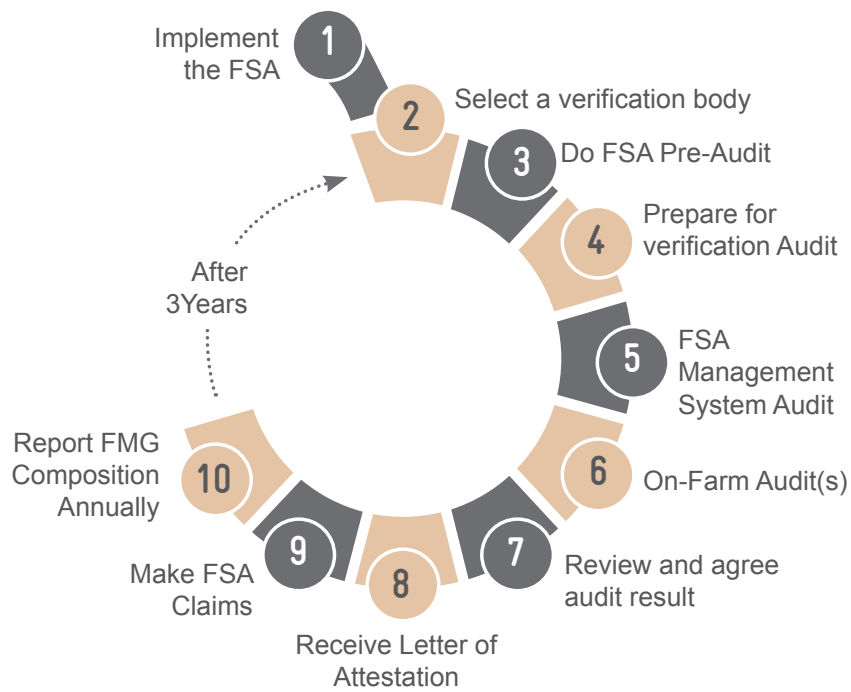 1
Implement
the FSA
2
Select a verification body
3
Do FSA Pre-Audit
4
Prepare for
verification Audit
5
FSA
Management
System Audit
6
On-Farm Audit(s)
7
Review and agree
audit result
8
Receive Letter of
Attestation
9
Make FSA
Claims
10
Report FMG
Composition
Annually
After
3Years